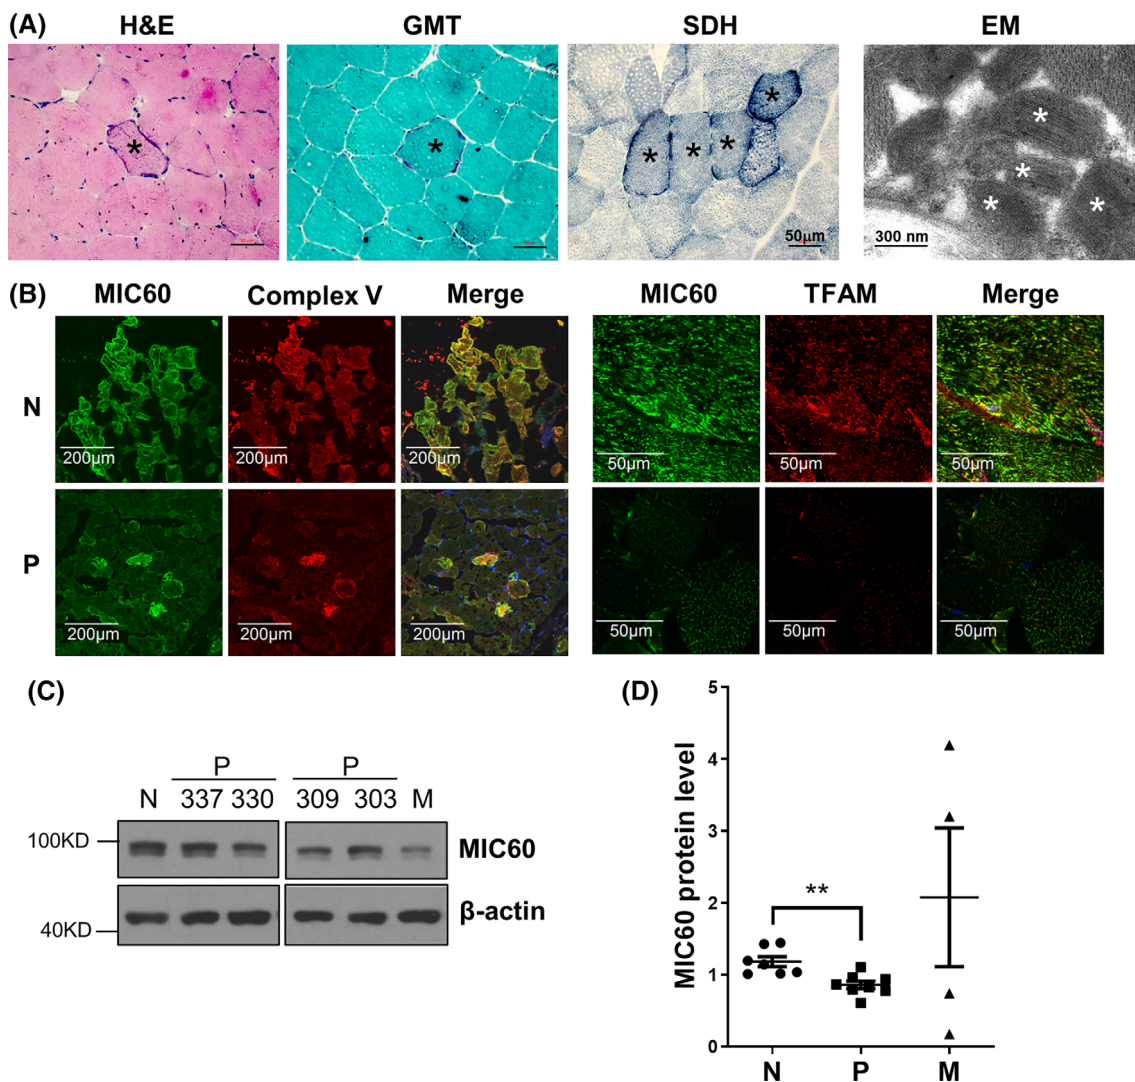 (A)
H&E GMT SDH EM
*
*
* * * *
* * * *
50µm
300 nm
(B)
MIC60 Complex V Merge MIC60 TFAM Merge
N
200µm 200µm 200µm 50µm 50µm 50µm
P
200µm 200µm 200µm 50µm 50µm 50µm
(C)
P P
N 337 330 309 303 M
100KD
MIC60
β-actin
40KD
(D)
MIC60 protein level
5
4
3
2
1
0
**
N P M